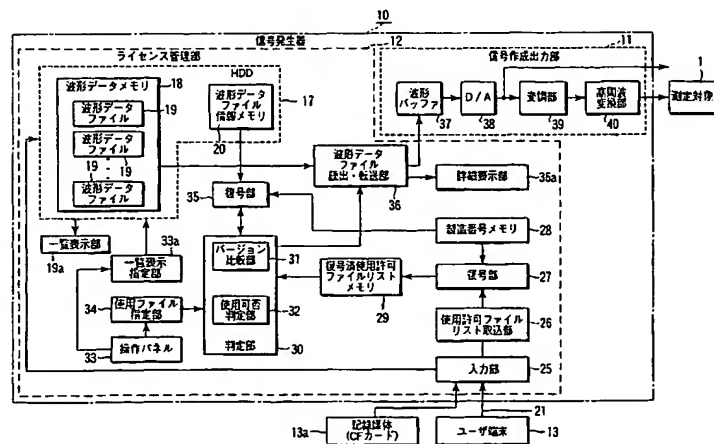 10
信号発生器
12
11
ライセンス管理部
信号作成出力部
1
HDD
波形データメモリ
18
波形データ
ファイル
19
波形データ
ファイル
19
19
波形データ
ファイル
波形データ
ファイル
情報メモリ
17
20
波形
バッファ
37
D/A
38
変調部
39
高周波
変換部
40
測定対象
波形データ
ファイル
読出・転送部
36
詳細表示部
36a
35
復号部
製造番号メモリ
28
一覧表示部
19a
33a
一覧表示
指定部
バージョン
比較部
31
復号済使用許可
ファイルリスト
メモリ
29
復号部
27
34
使用ファイル
指定部
使用可否
判定部
32
使用許可ファイル
リスト取込部
26
操作パネル
33
判定部
30
入力部
25
21
記録媒体
(CFカード)
13a
ユーザ端末
13